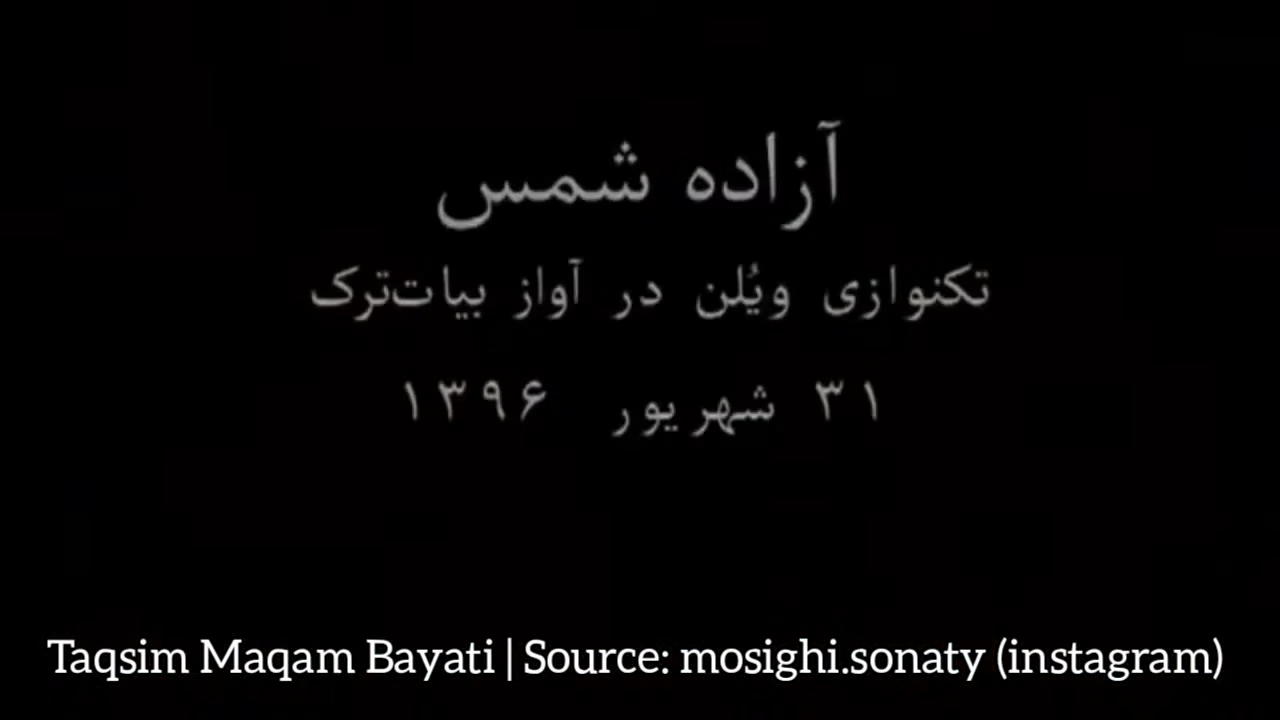 آزاده شمس
تکنوازی ویُلن در آواز بیات‌ترک
۳۱ شهریور ۱۳۹۶
Taqsim Maqam Bayati | Source: mosighi.sonaty (instagram)